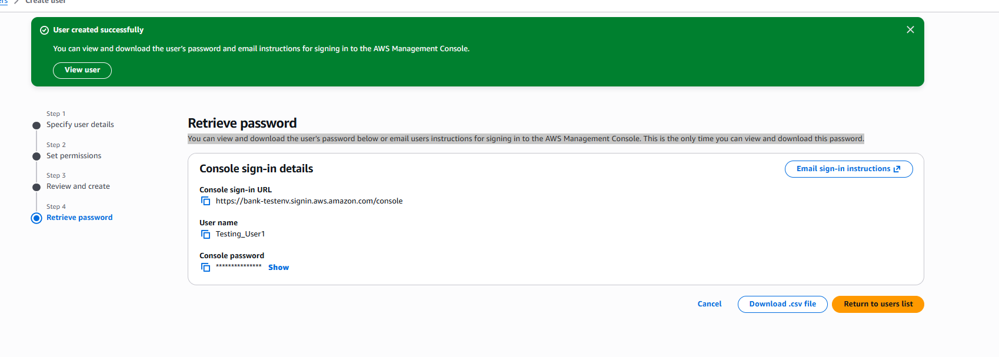 Create user
User created successfully
You can view and download the user's password and email instructions for signing in to the AWS Management Console.
View user
Step 1
Specify user details
Step 2
Set permissions
Step 3
Review and create
Step 4
Retrieve password
Retrieve password
You can view and download the user's password below or email users instructions for signing in to the AWS Management Console. This is the only time you can view and download this password.
Console sign-in details
Email sign-in instructions
Console sign-in URL
https://bank-testenv.signin.aws.amazon.com/console
User name
Testing_User1
Console password
*************** Show
Cancel
Download .csv file
Return to users list